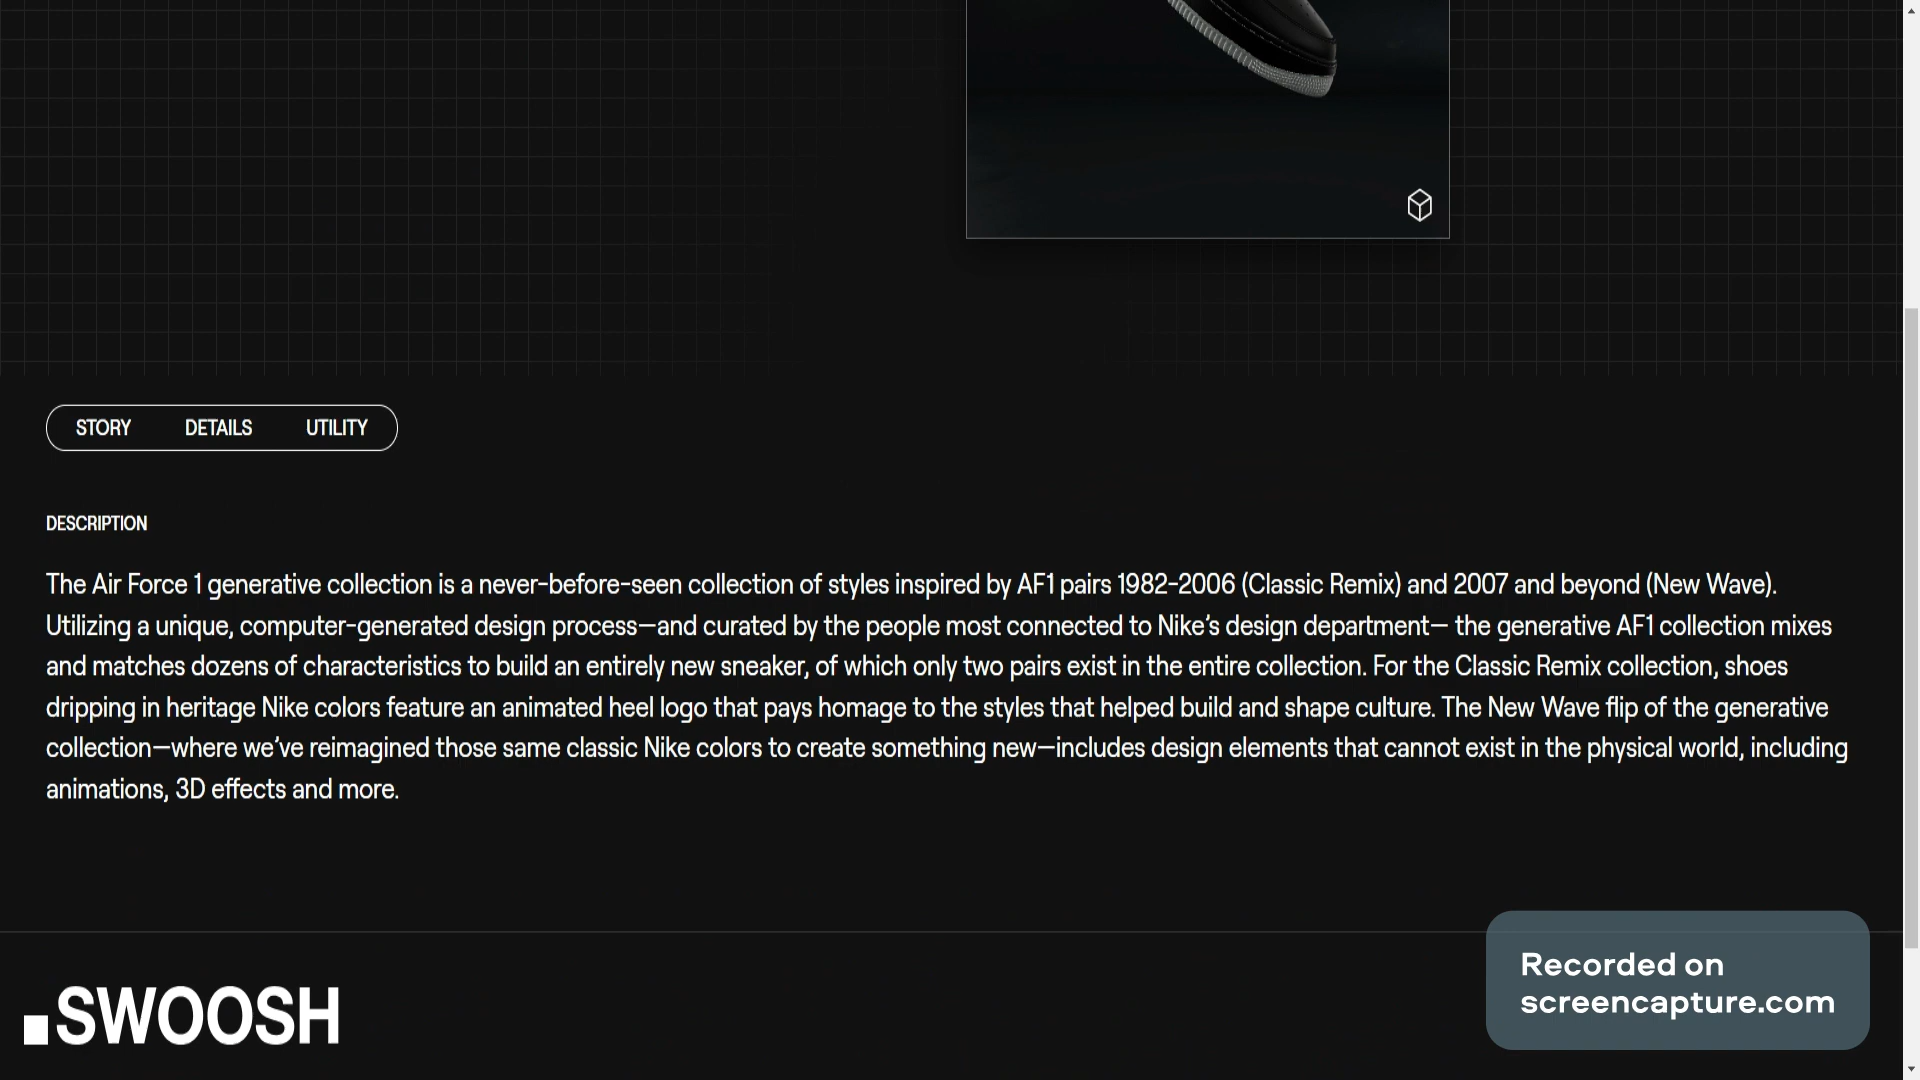 STORY DETAILS UTILITY
DESCRIPTION
The Air Force 1 generative collection is a never-before-seen collection of styles inspired by AF1 pairs 1982-2006 (Classic Remix) and 2007 and beyond (New Wave).
Utilizing a unique, computer-generated design process—and curated by the people most connected to Nike’s design department— the generative AF1 collection mixes
and matches dozens of characteristics to build an entirely new sneaker, of which only two pairs exist in the entire collection. For the Classic Remix collection, shoes
dripping in heritage Nike colors feature an animated heel logo that pays homage to the styles that helped build and shape culture. The New Wave flip of the generative
collection—where we’ve reimagined those same classic Nike colors to create something new—includes design elements that cannot exist in the physical world, including
animations, 3D effects and more.
.SWOOSH
Recorded on
screencapture.com